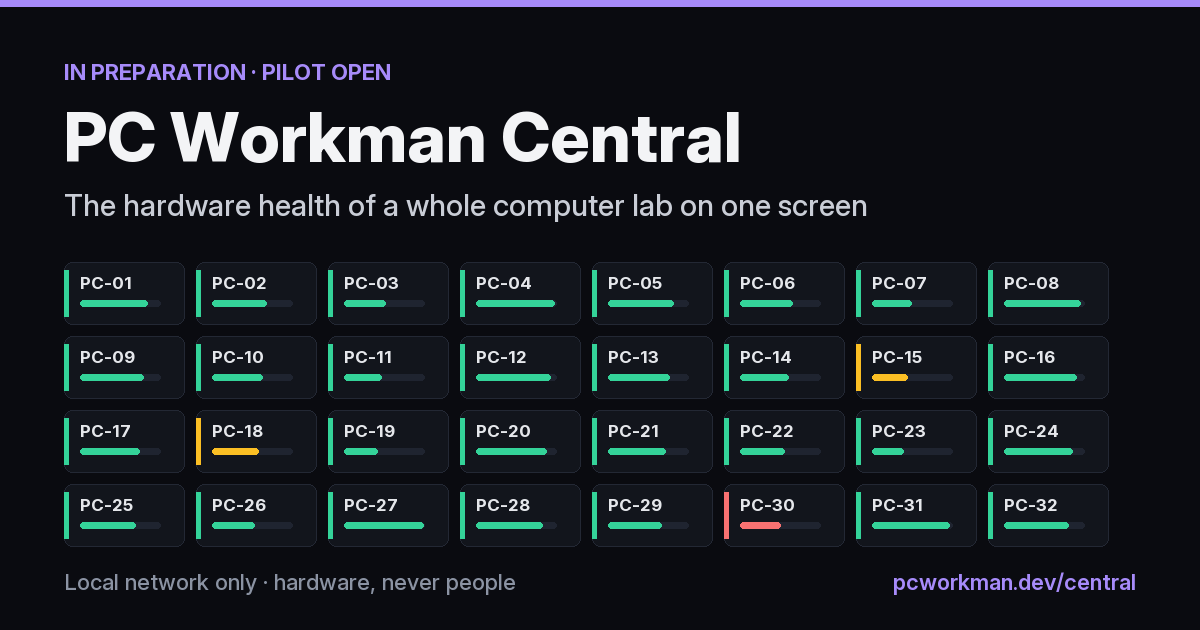 IN PREPARATION · PILOT OPEN
PC Workman Central
The hardware health of a whole computer lab on one screen
PC-01 PC-02 PC-03 PC-04 PC-05 PC-06 PC-07 PC-08
PC-09 PC-10 PC-11 PC-12 PC-13 PC-14 PC-15 PC-16
PC-17 PC-18 PC-19 PC-20 PC-21 PC-22 PC-23 PC-24
PC-25 PC-26 PC-27 PC-28 PC-29 PC-30 PC-31 PC-32
Local network only · hardware, never people
pcworkman.dev/central